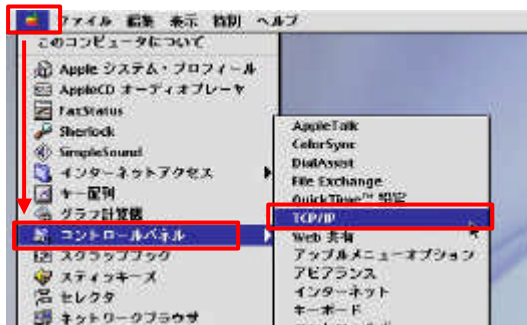 ファイル 編集 表示 特別 ヘルプ
このコンピュータについて
Apple システム・プロフィール
AppleCD オーディオプレーヤ
FaxStatus
Sherlock
SimpleSound
インターネットアクセス
キー配列
グラフ計算機
コントロールパネル
スクラップブック
スティッキーズ
セレクタ
ネットワークブラウザ
AppleTalk
ColorSync
DialAssist
File Exchange
QuickTime™ 設定
TCP/IP
Web 共有
アップルメニューオプション
アピアランス
インターネット
キーボード